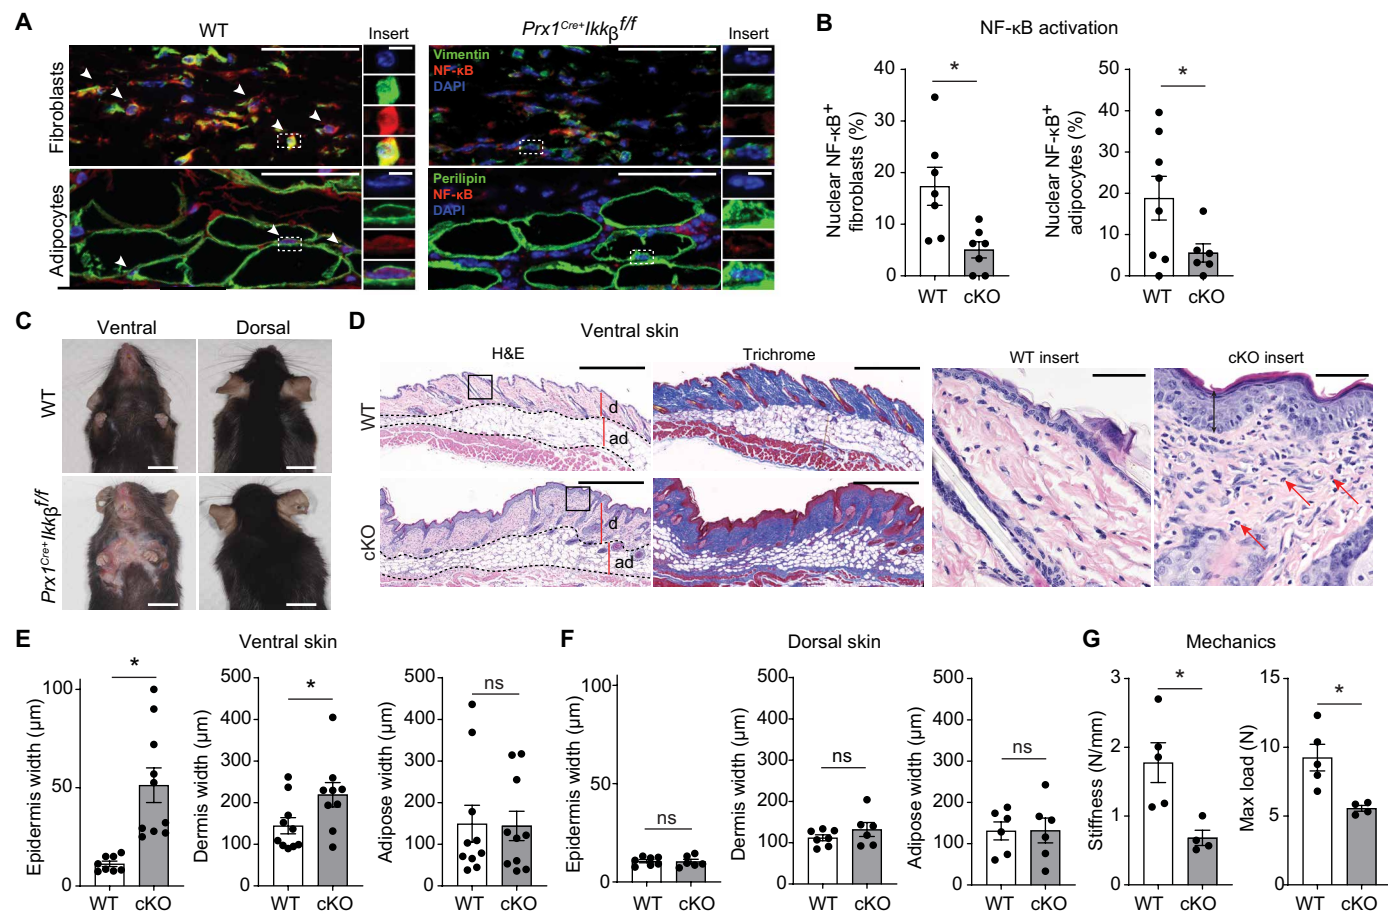 A
WT
Prx1Cre+Ikkβf/f
Insert
Insert
Fibroblasts
Vimentin
NF-κB
DAPI
Adipocytes
Perilipin
NF-κB
DAPI
B
NF-κB activation
*
*
Nuclear NF-κB+
fibroblasts (%)
40
30
20
10
0
WT
cKO
Nuclear NF-κB+
adipocytes (%)
50
40
30
20
10
0
WT
cKO
C
Ventral
Dorsal
WT
Prx1Cre+Ikkβf/f
D
Ventral skin
H&E
Trichrome
WT insert
cKO insert
WT
d
ad
cKO
d
ad
E
Ventral skin
Epidermis width (µm)
100
50
0
*
WT
cKO
Dermis width (µm)
500
400
300
200
100
0
*
WT
cKO
Adipose width (µm)
500
400
300
200
100
0
ns
WT
cKO
F
Dorsal skin
Epidermis width (µm)
100
50
0
ns
WT
cKO
Dermis width (µm)
500
400
300
200
100
0
ns
WT
cKO
Adipose width (µm)
500
400
300
200
100
0
ns
WT
cKO
G
Mechanics
Stiffness (N/mm)
3
2
1
0
*
WT
cKO
Max load (N)
15
10
5
0
*
WT
cKO